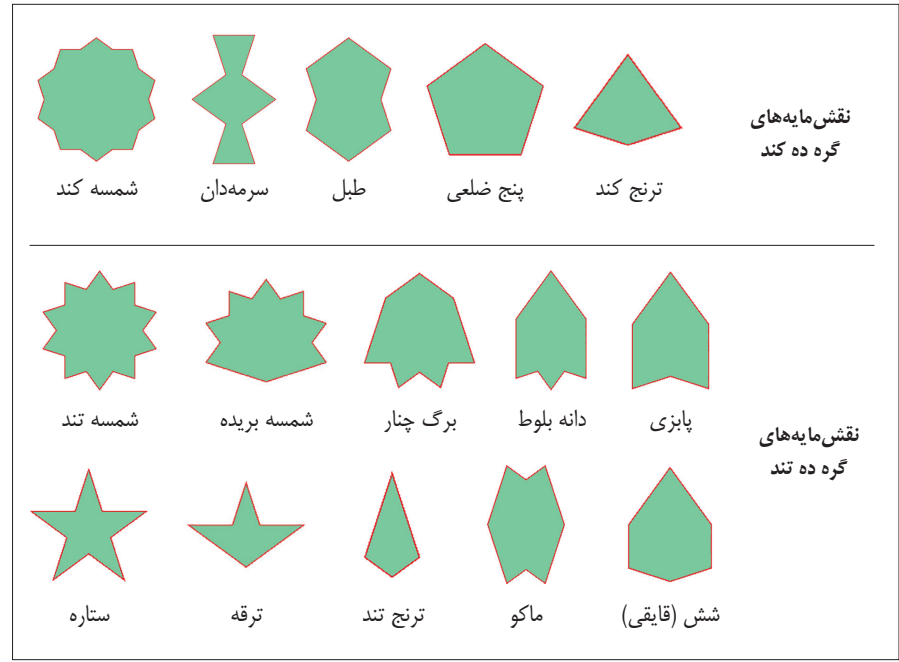 نقش‌مایه‌های
گره ده کند
ترنج کند
پنج ضلعی
طبل
سرمه‌دان
شمسه کند
نقش‌مایه‌های
گره ده تند
پابزی
دانه بلوط
برگ چنار
شمسه بریده
شمسه تند
شش (قایقی)
ماکو
ترنج تند
ترقه
ستاره